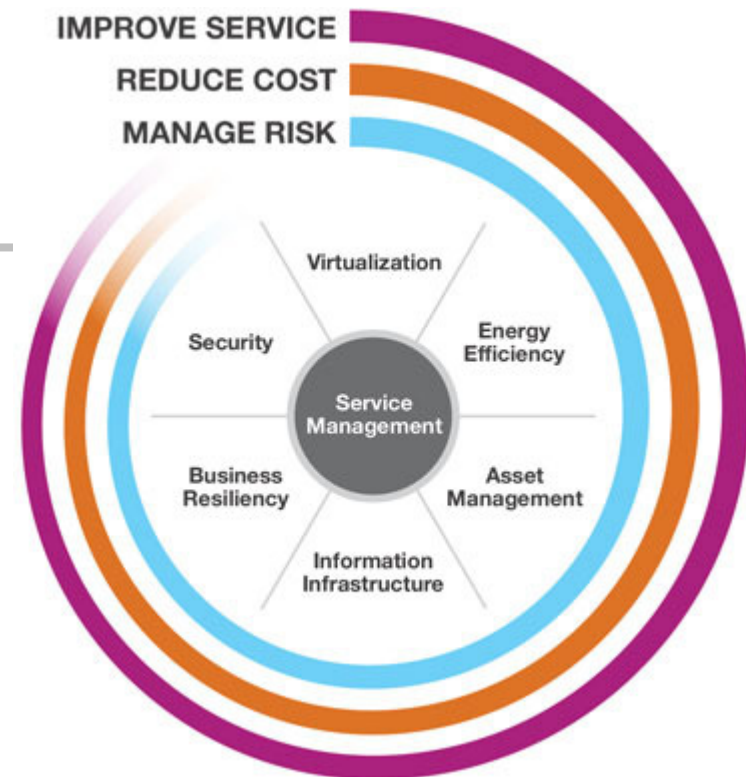 IMPROVE SERVICE
REDUCE COST
MANAGE RISK
Virtualization
Security
Energy
Efficiency
Service
Management
Business
Resiliency
Asset
Management
Information
Infrastructure